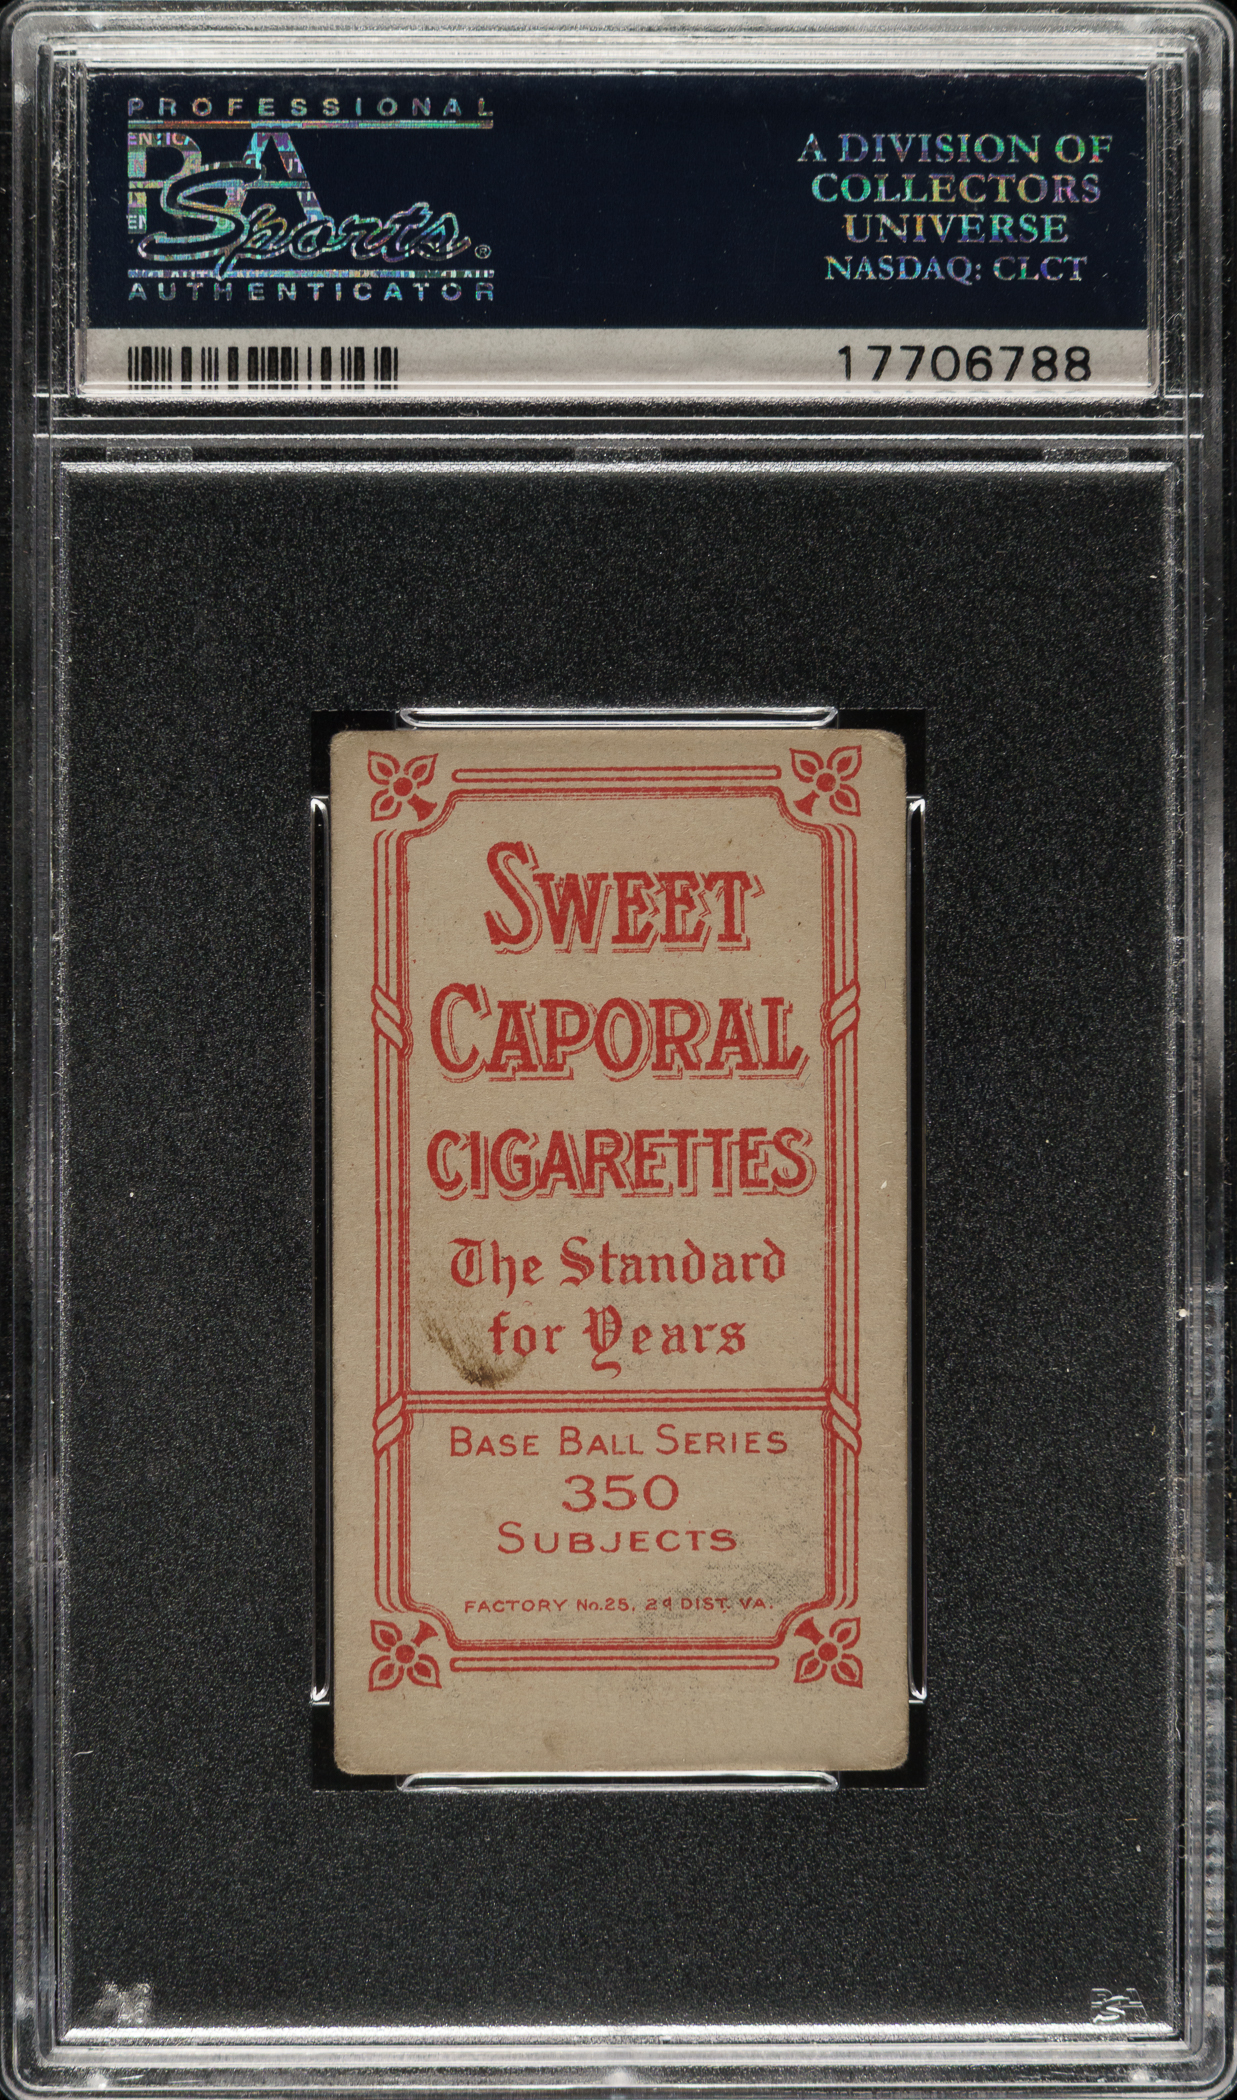 PROFESSIONAL
PSA
Sports®
AUTHENTICATOR
A DIVISION OF
COLLECTORS
UNIVERSE
NASDAQ: CLCT
17706788
SWEET
CAPORAL
CIGARETTES
The Standard
for Years
BASE BALL SERIES
350
SUBJECTS
FACTORY No.25, 2d DIST. VA.
PSA